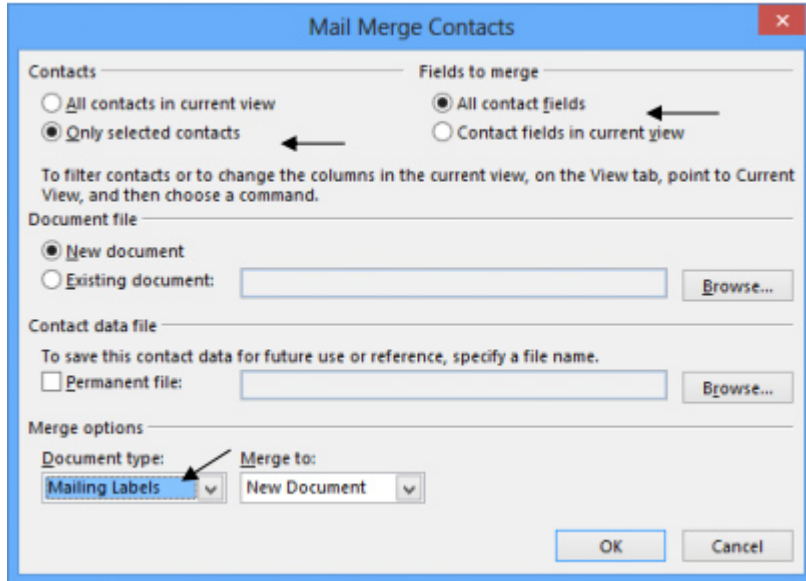 Mail Merge Contacts
Contacts
Fields to merge
All contacts in current view
All contact fields
Only selected contacts
Contact fields in current view
To filter contacts or to change the columns in the current view, on the View tab, point to Current
View, and then choose a command.
Document file
New document
Existing document:
Browse...
Contact data file
To save this contact data for future use or reference, specify a file name.
Permanent file:
Browse...
Merge options
Document type:
Merge to:
Mailing Labels
New Document
OK
Cancel